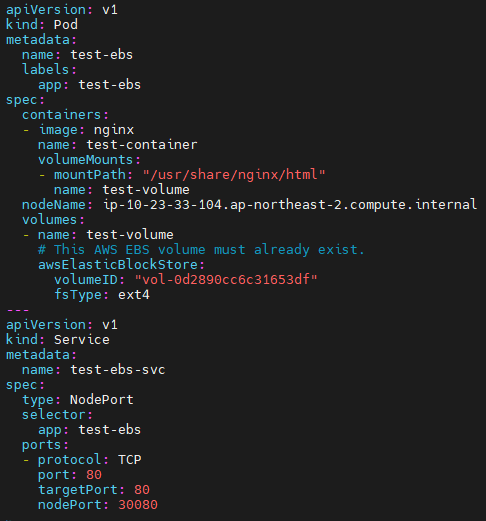 apiVersion: v1
kind: Pod
metadata:
  name: test-ebs
  labels:
    app: test-ebs
spec:
  containers:
  - image: nginx
    name: test-container
    volumeMounts:
    - mountPath: "/usr/share/nginx/html"
      name: test-volume
  nodeName: ip-10-23-33-104.ap-northeast-2.compute.internal
  volumes:
  - name: test-volume
    # This AWS EBS volume must already exist.
    awsElasticBlockStore:
      volumeID: "vol-0d2890cc6c31653df"
      fsType: ext4
---
apiVersion: v1
kind: Service
metadata:
  name: test-ebs-svc
spec:
  type: NodePort
  selector:
    app: test-ebs
  ports:
  - protocol: TCP
    port: 80
    targetPort: 80
    nodePort: 30080